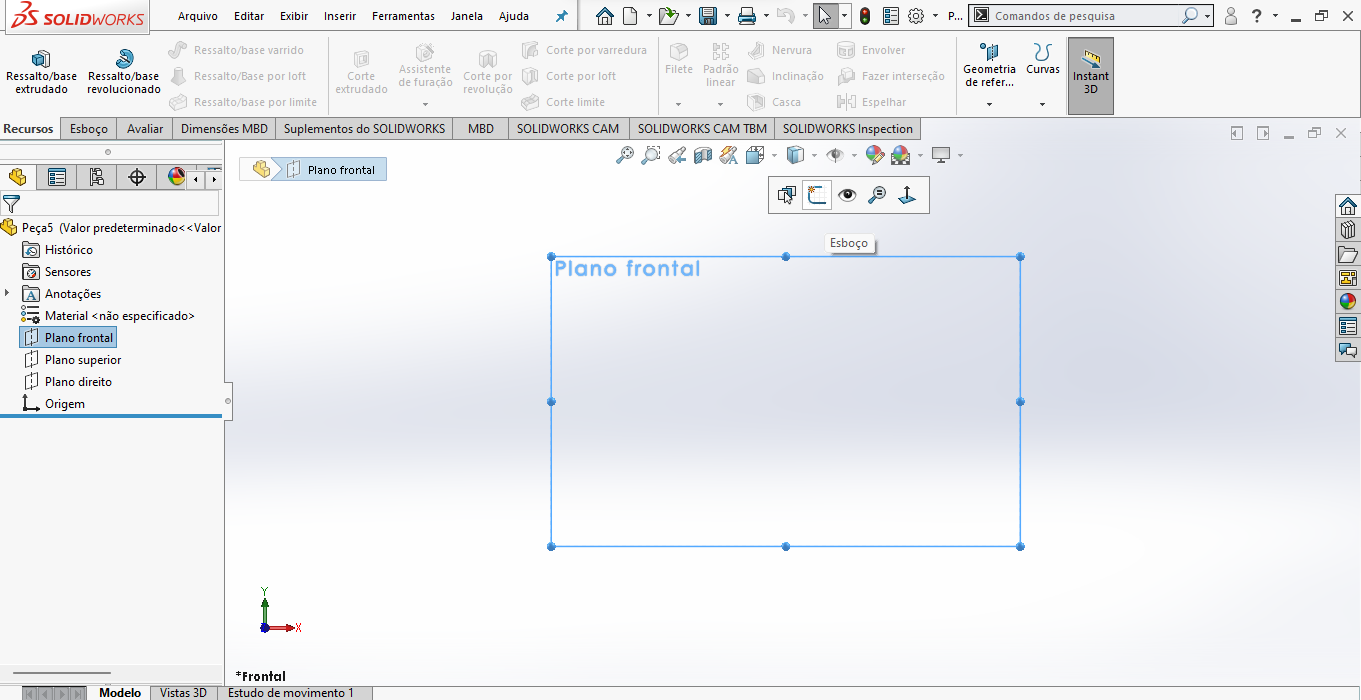 SOLIDWORKS
Arquivo Editar Exibir Inserir Ferramentas Janela Ajuda P... Comandos de pesquisa ?
Ressalto/base extrudado
Ressalto/base revolucionado
Ressalto/base varrido
Ressalto/Base por loft
Ressalto/base por limite
Corte extrudado
Assistente de furação
Corte por revolução
Corte por varredura
Corte por loft
Corte limite
Filete
Padrão linear
Nervura
Inclinação
Casca
Envolver
Fazer interseção
Espelhar
Geometria de refer...
Curvas
Instant 3D
Recursos Esboço Avaliar Dimensões MBD Suplementos do SOLIDWORKS MBD SOLIDWORKS CAM SOLIDWORKS CAM TBM SOLIDWORKS Inspection
Plano frontal
Peça5 (Valor predeterminado<<Valor
Histórico
Sensores
Anotações
Material <não especificado>
Plano frontal
Plano superior
Plano direito
Origem
Esboço
Plano frontal
Y
X
*Frontal
Modelo Vistas 3D Estudo de movimento 1